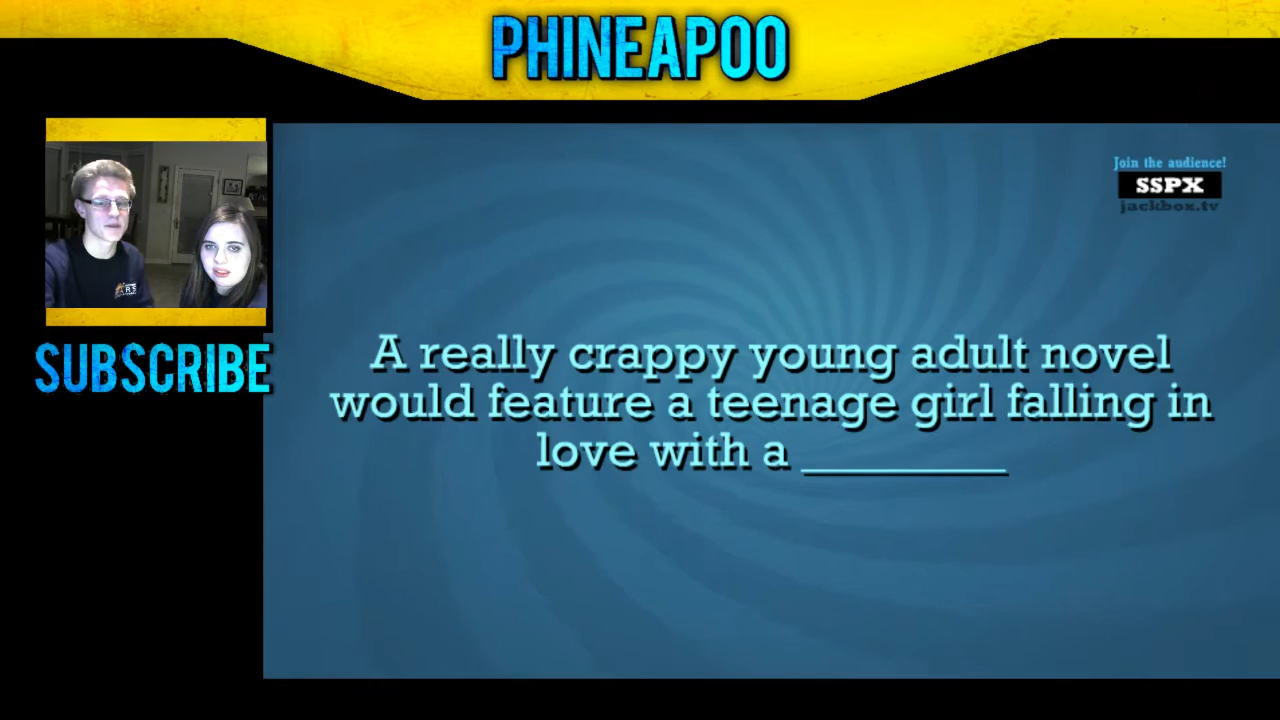 PHINEAPOO
Join the audience!
SSPX
jackbox.tv
SUBSCRIBE
A really crappy young adult novel
would feature a teenage girl falling in
love with a _________